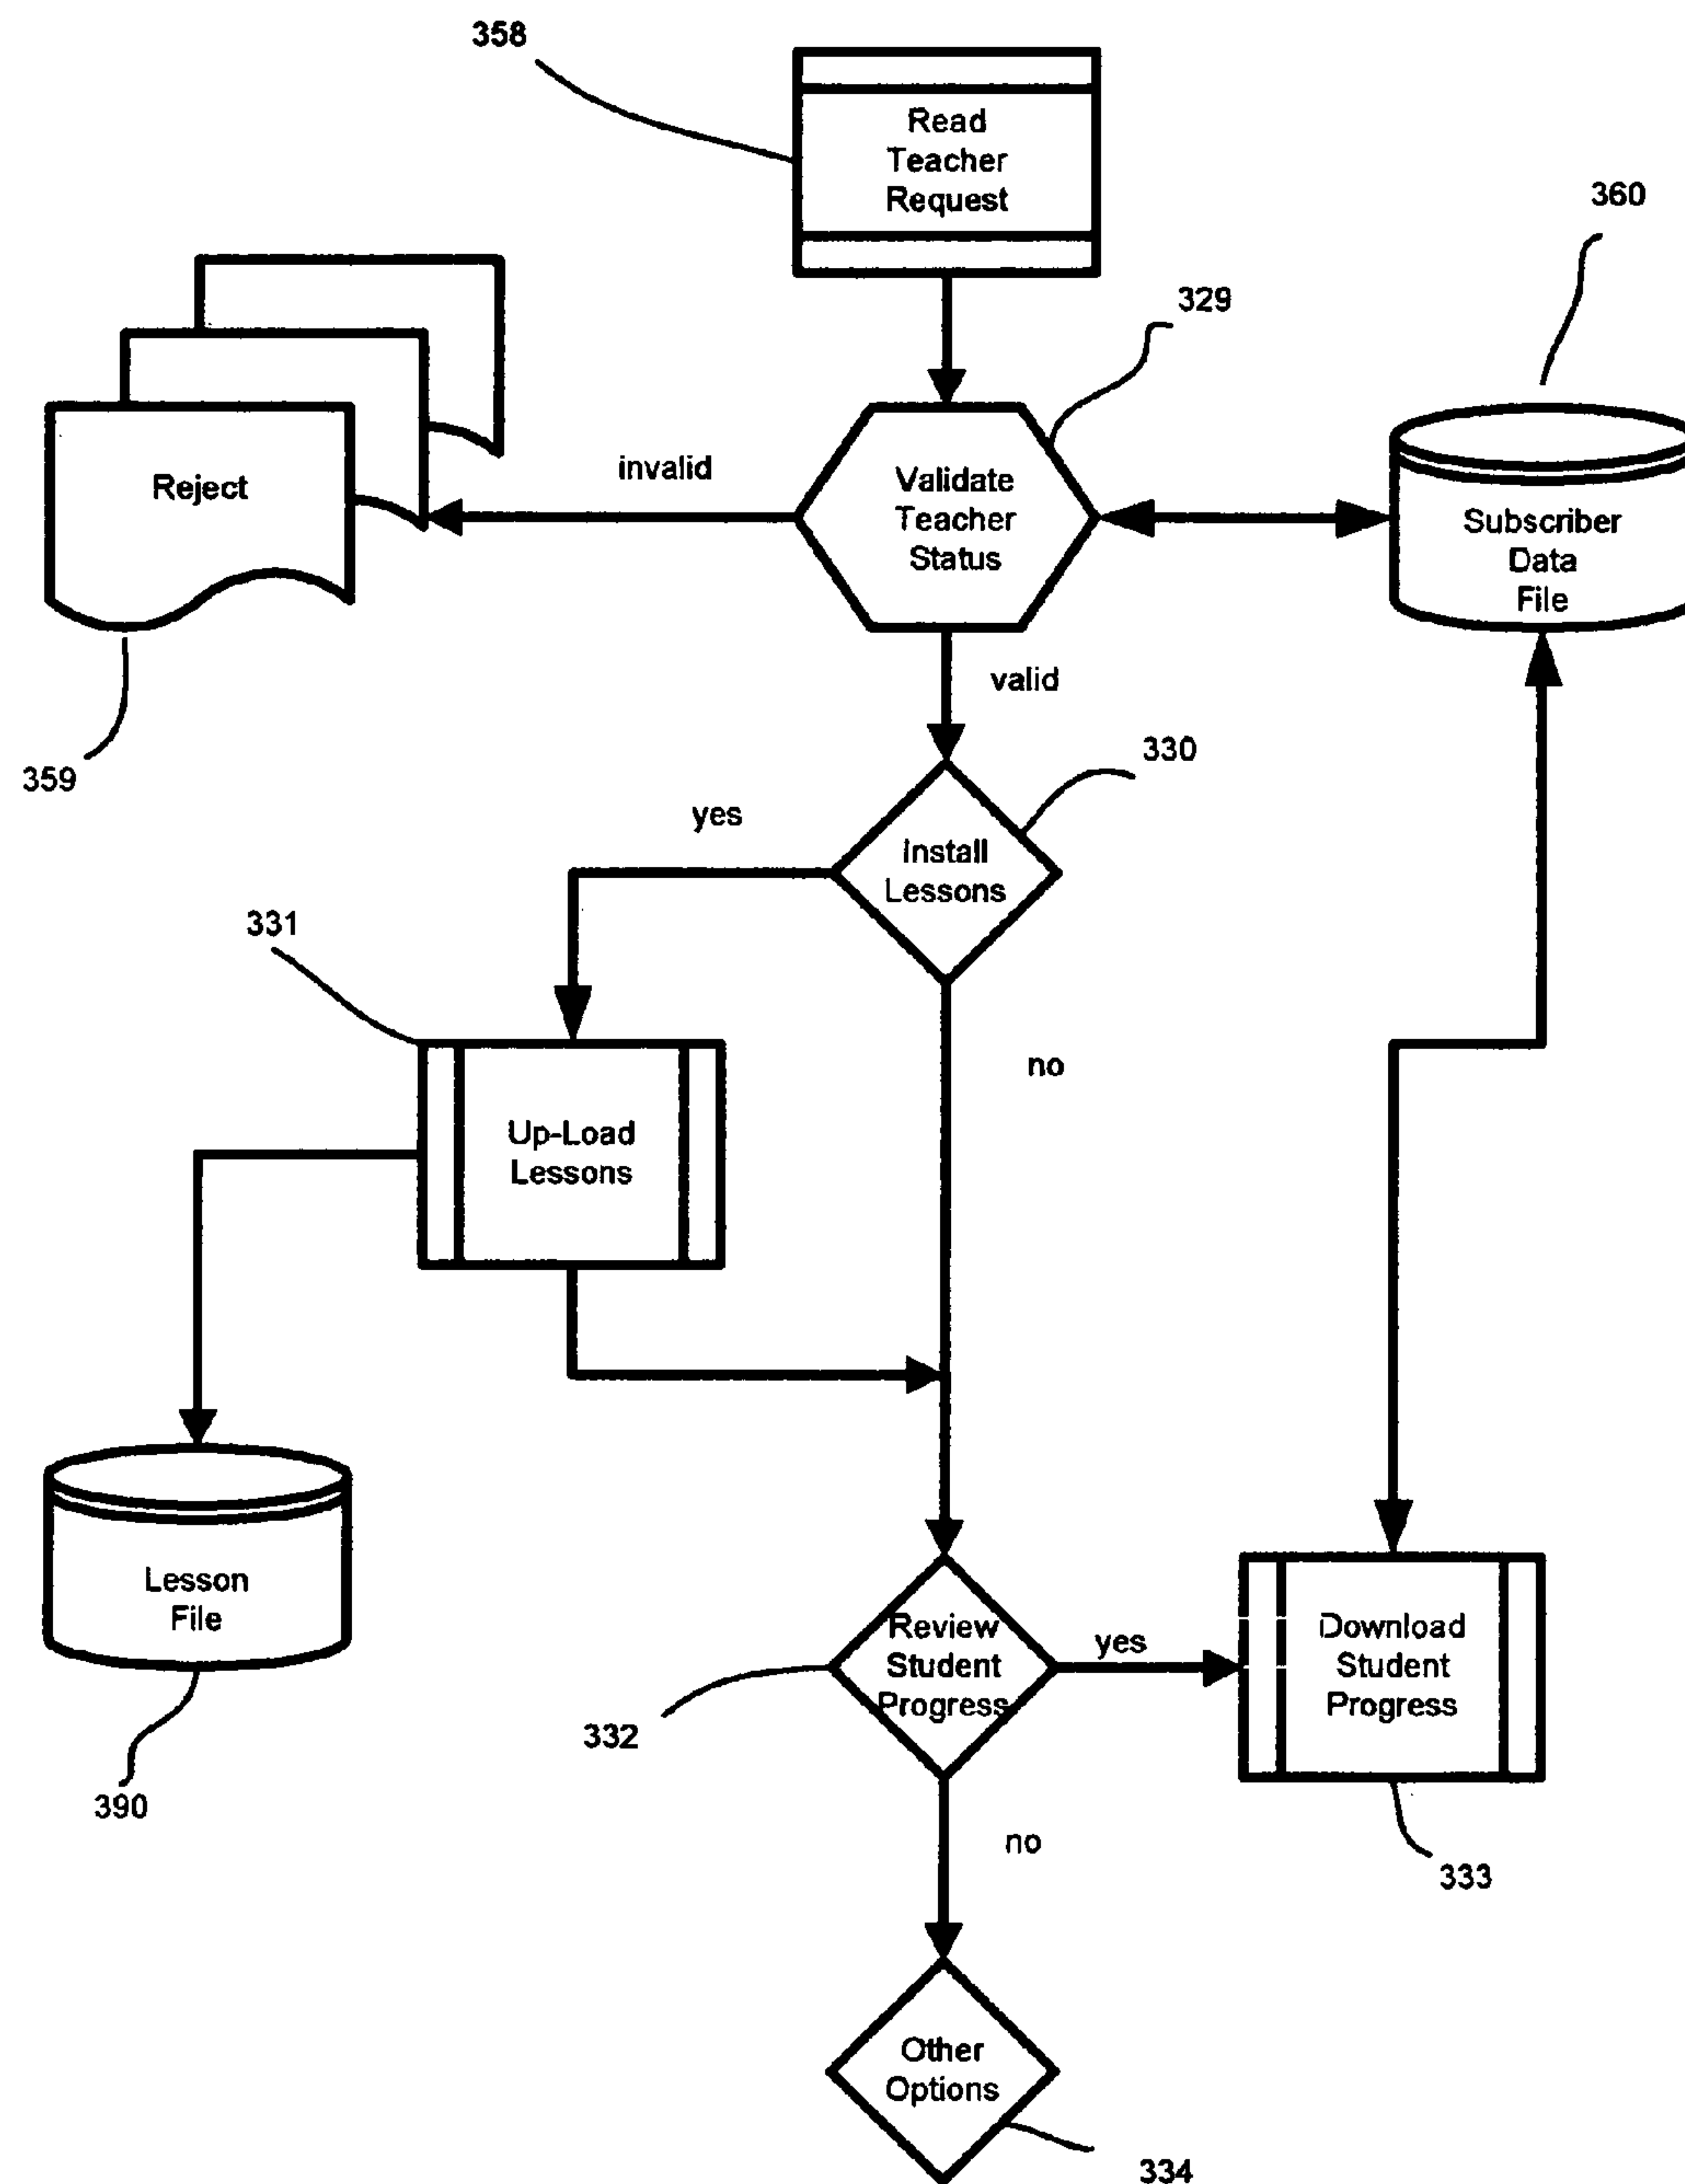 358
Read
Teacher
Request
360
329
invalid
Reject
Validate
Teacher
Status
Subscriber
Data
File
valid
359
330
yes
Install
Lessons
331
no
Up-Load
Lessons
Lesson
File
Review
Student
Progress
yes
Download
Student
Progress
332
390
no
333
Other
Options
334